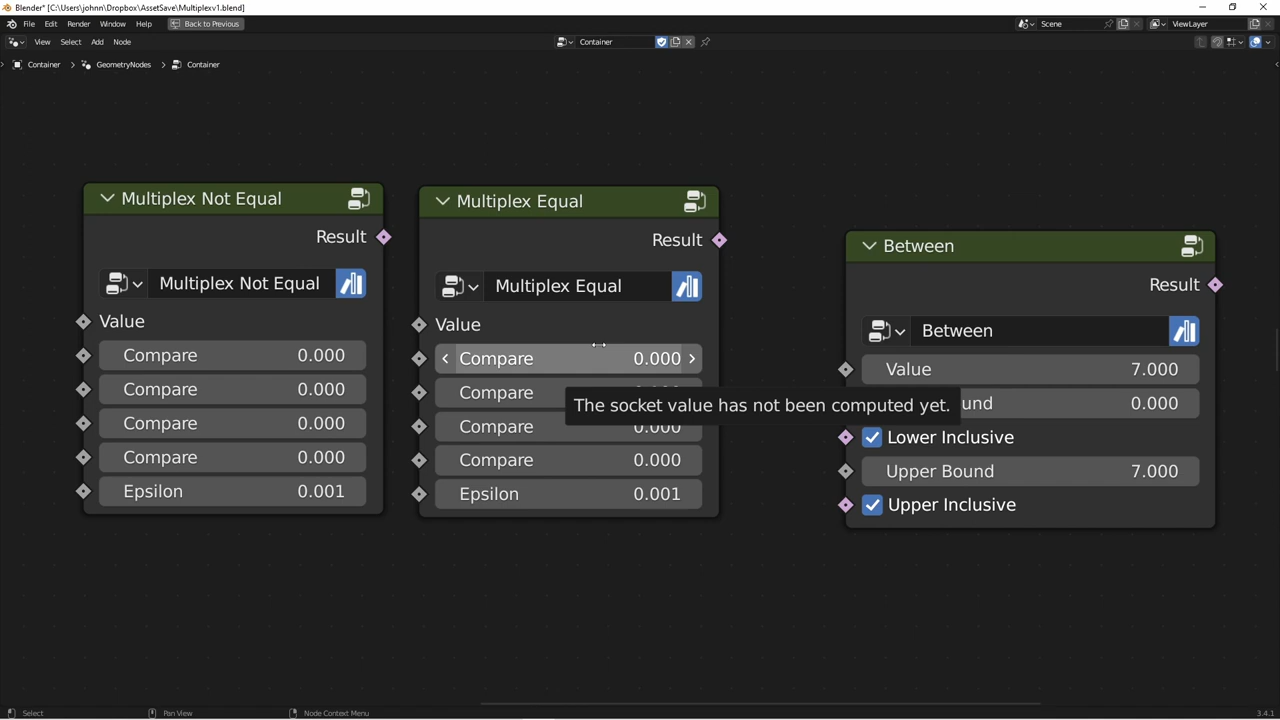 Blender* [C:\Users\johnn\Dropbox\AssetSave\Multiplexv1.blend]
File Edit Render Window Help Back to Previous Scene ViewLayer
View Select Add Node Container
Container GeometryNodes Container
Multiplex Not Equal
Result
Multiplex Not Equal
Value
Compare 0.000
Compare 0.000
Compare 0.000
Compare 0.000
Epsilon 0.001
Multiplex Equal
Result
Multiplex Equal
Value
Compare 0.000
Compare
Compare 0.000
Compare 0.000
Epsilon 0.001
The socket value has not been computed yet.
Between
Result
Between
Value 7.000
0.000
Lower Inclusive
Upper Bound 7.000
Upper Inclusive
Select Pan View Node Context Menu 3.4.1